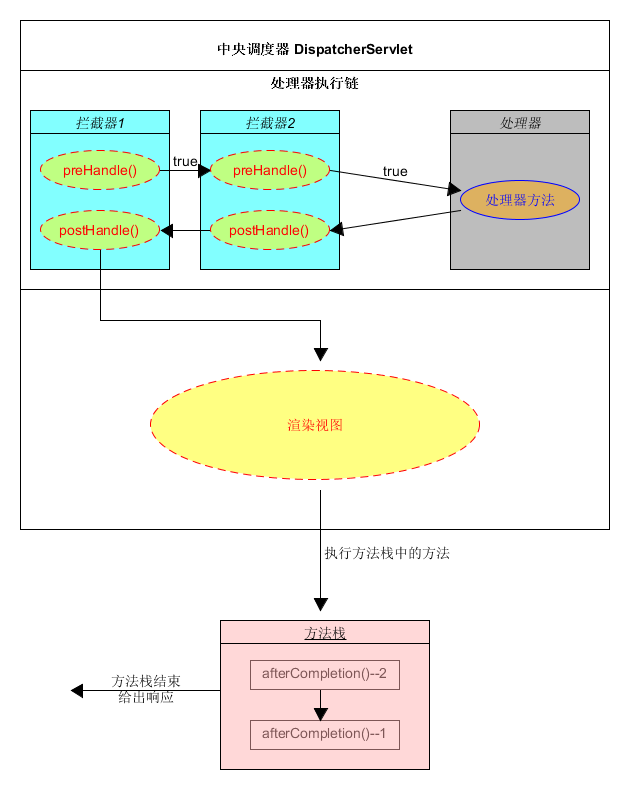 中央调度器 DispatcherServlet
处理器执行链
拦截器1
拦截器2
处理器
preHandle()
true
preHandle()
true
处理器方法
postHandle()
postHandle()
渲染视图
执行方法栈中的方法
方法栈
afterCompletion()--2
方法栈结束
给出响应
afterCompletion()--1